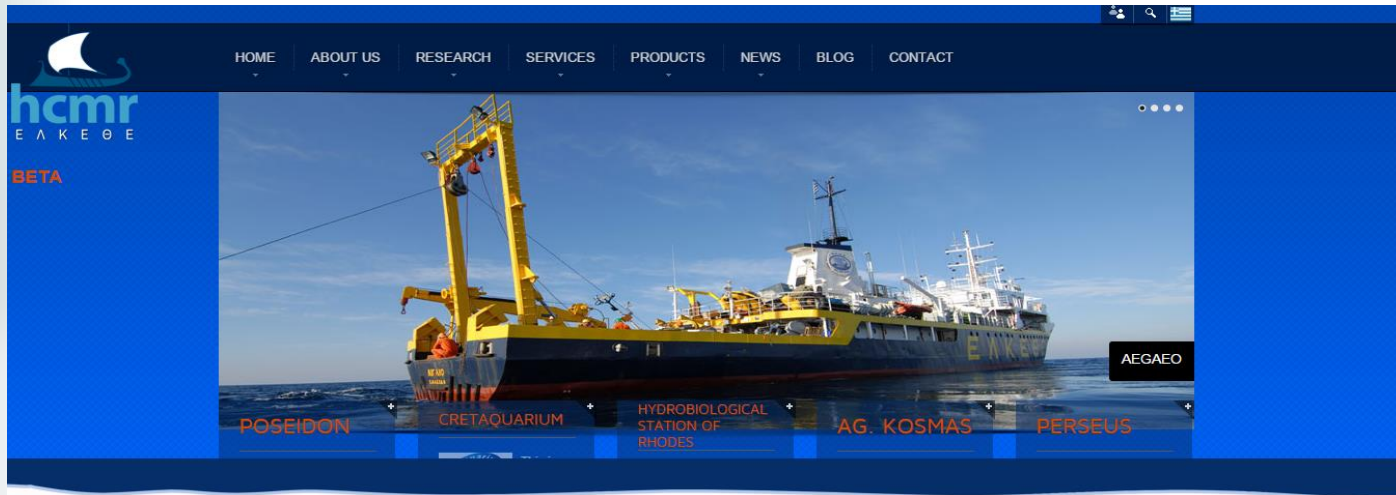 HOME ABOUT US RESEARCH SERVICES PRODUCTS NEWS BLOG CONTACT
hcmr
ΕΛΚΕΘΕ
BETA
AEGAEO
POSEIDON
CRETAQUARIUM
HYDROBIOLOGICAL
STATION OF
RHODES
AG. KOSMAS
PERSEUS